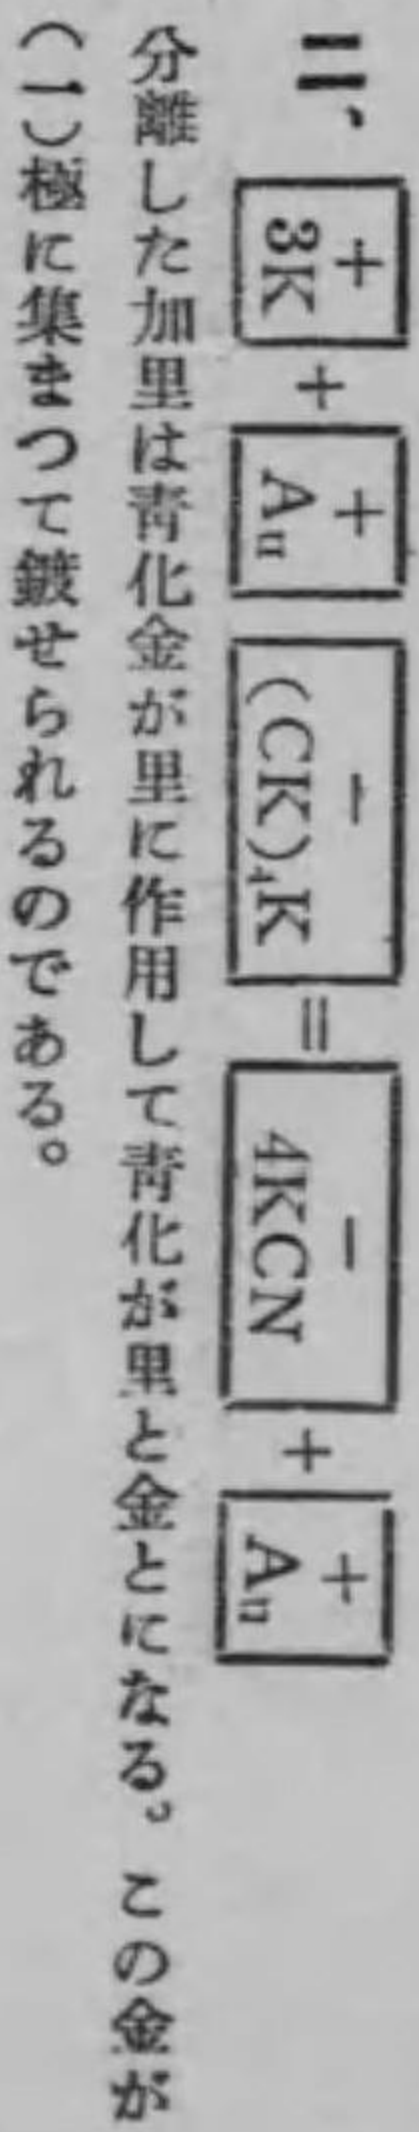 二、 [+ 3K] + [+ Au] [− (CK)₄K] = [− 4KCN] + [+ Au]
分離した加里は青化金が里に作用して青化が里と金とになる。この金が
(一)極に集まつて鍍せられるのである。